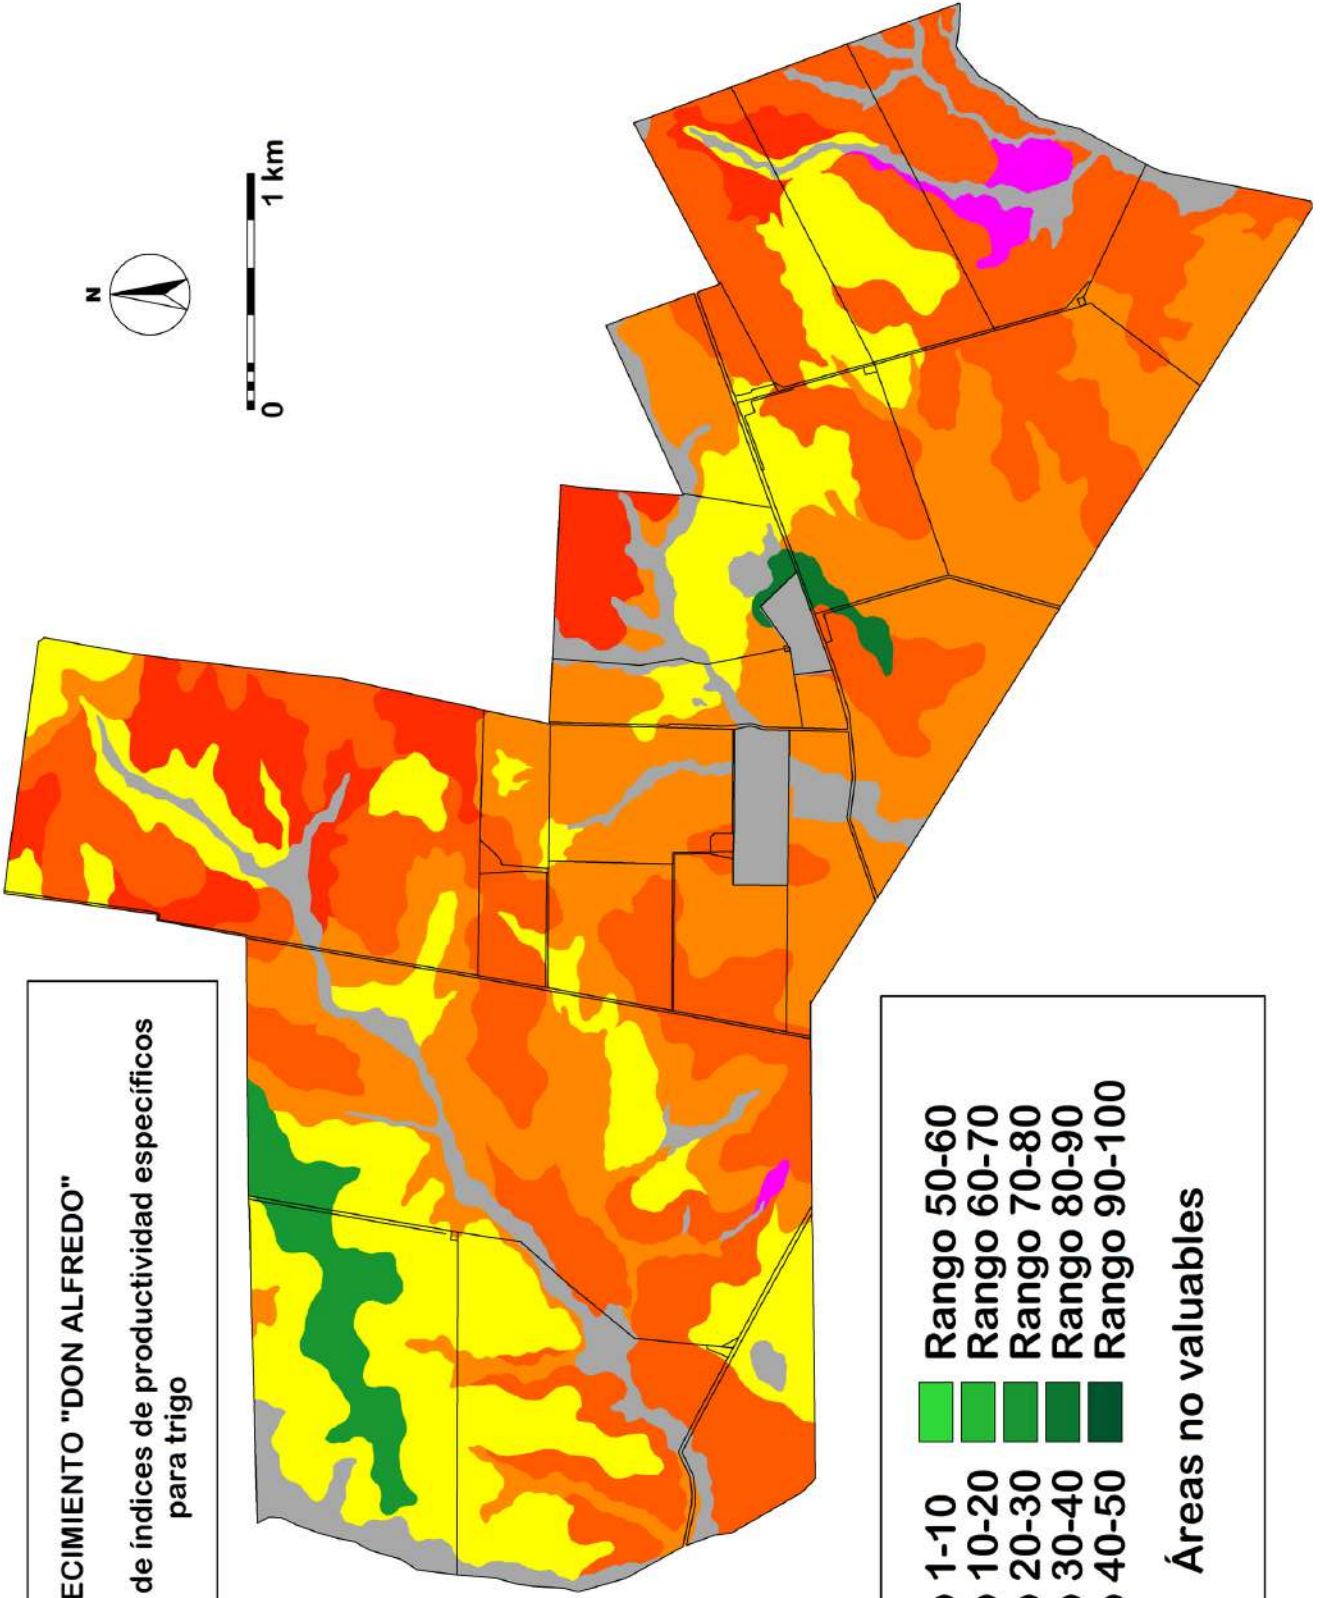 ECIMIENTO "DON ALFREDO"
de índices de productividad específicos
para trigo
N
0
1 km
1-10
10-20
20-30
30-40
40-50
Rango 50-60
Rango 60-70
Rango 70-80
Rango 80-90
Rango 90-100
Áreas no valuables